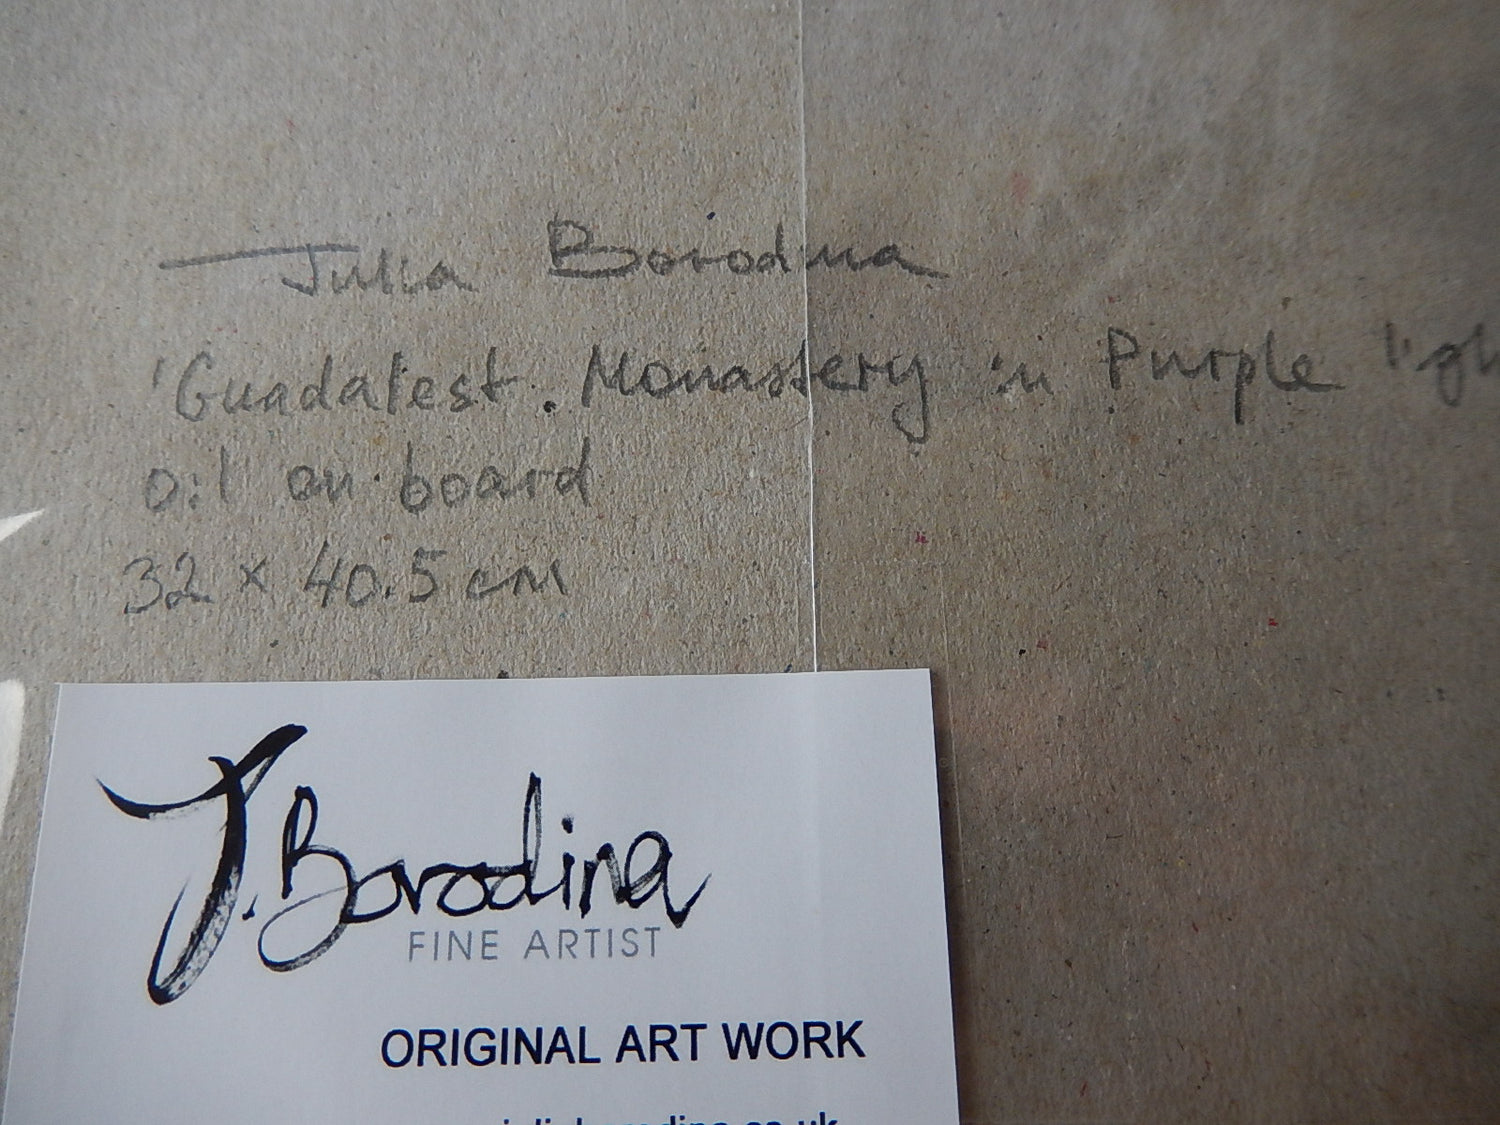 Julia Borodina
'Guadalest. Monastery in Purple ligh
oil on board
32 x 40.5 cm
J. Borodina
FINE ARTIST
ORIGINAL ART WORK